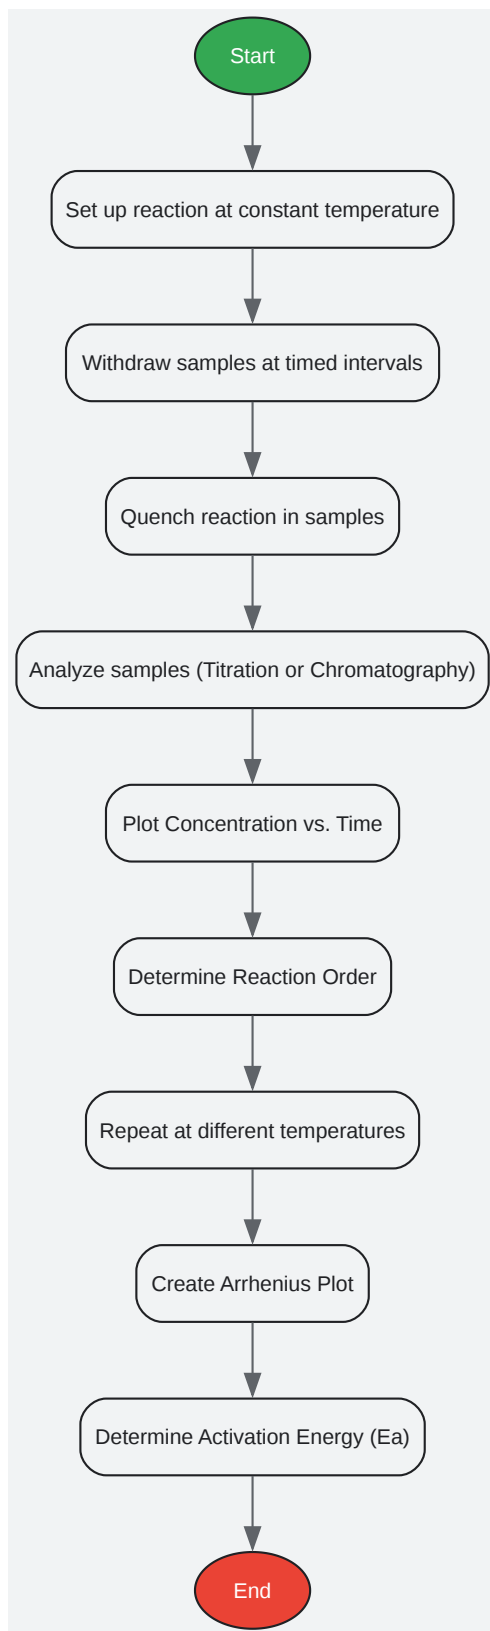 Start
Set up reaction at constant temperature
Withdraw samples at timed intervals
Quench reaction in samples
Analyze samples (Titration or Chromatography)
Plot Concentration vs. Time
Determine Reaction Order
Repeat at different temperatures
Create Arrhenius Plot
Determine Activation Energy (Ea)
End